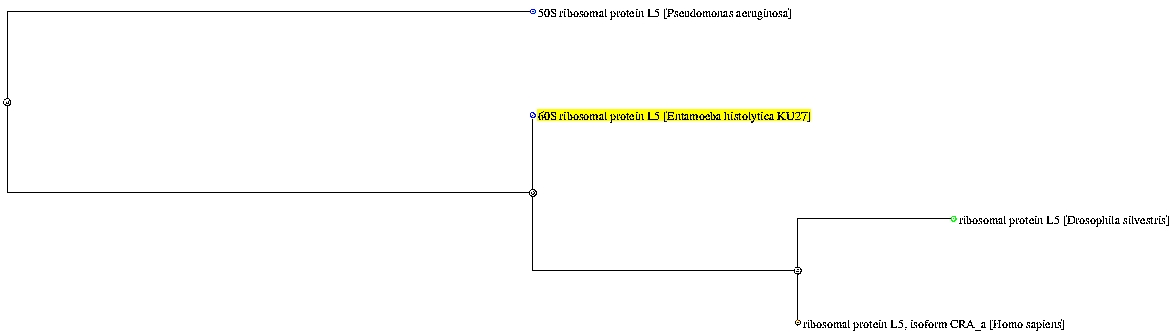 50S ribosomal protein L5 [Pseudomonas aeruginosa]
60S ribosomal protein L5 [Entamoeba histolytica KU27]
ribosomal protein L5 [Drosophila silvestris]
ribosomal protein L5, isoform CRA_a [Homo sapiens]